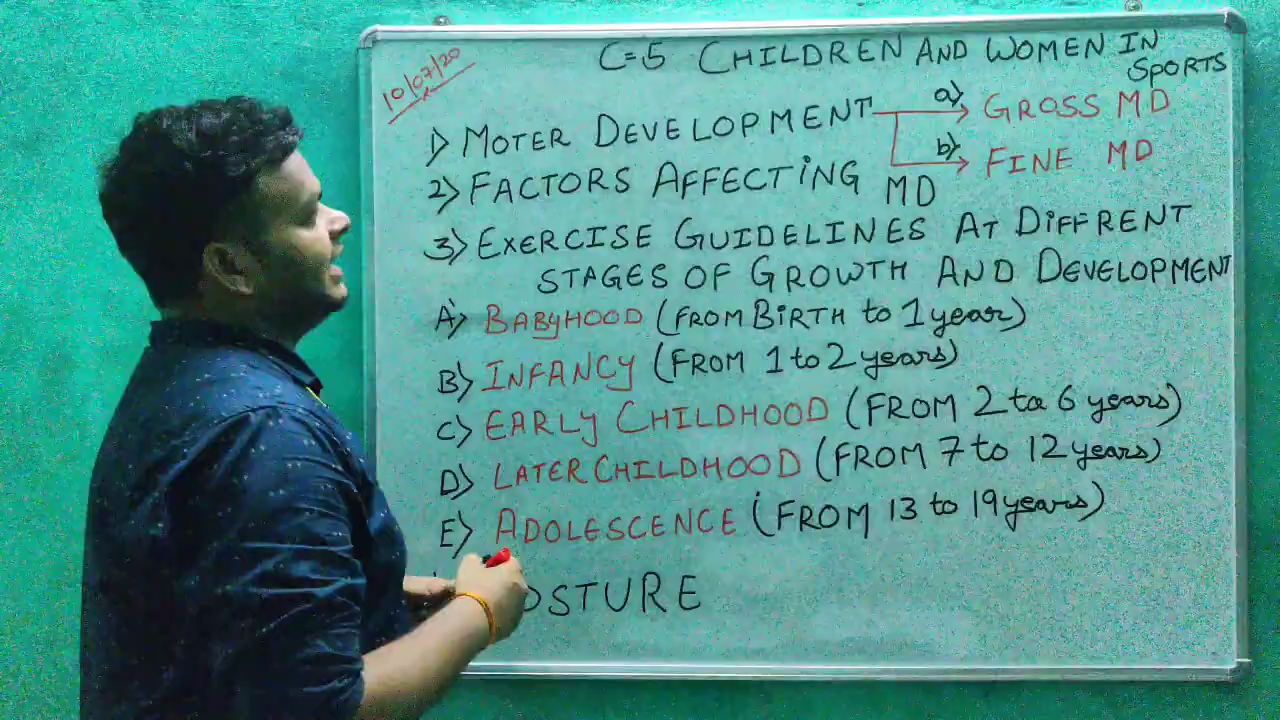 10/07/20
C=5 CHILDREN AND WOMEN IN
SPORTS
1) MOTER DEVELOPMENT a) GROSS MD
b) FINE MD
2) FACTORS AFFECTING MD
3) EXERCISE GUIDELINES AT DIFFRENT
STAGES OF GROWTH AND DEVELOPMENT
A) BABYHOOD (FROM BIRTH to 1 year)
B) INFANCY (FROM 1 to 2 years)
C) EARLY CHILDHOOD (FROM 2 to 6 years)
D) LATER CHILDHOOD (FROM 7 to 12 years)
E) ADOLESCENCE (FROM 13 to 19 years)
OSTURE